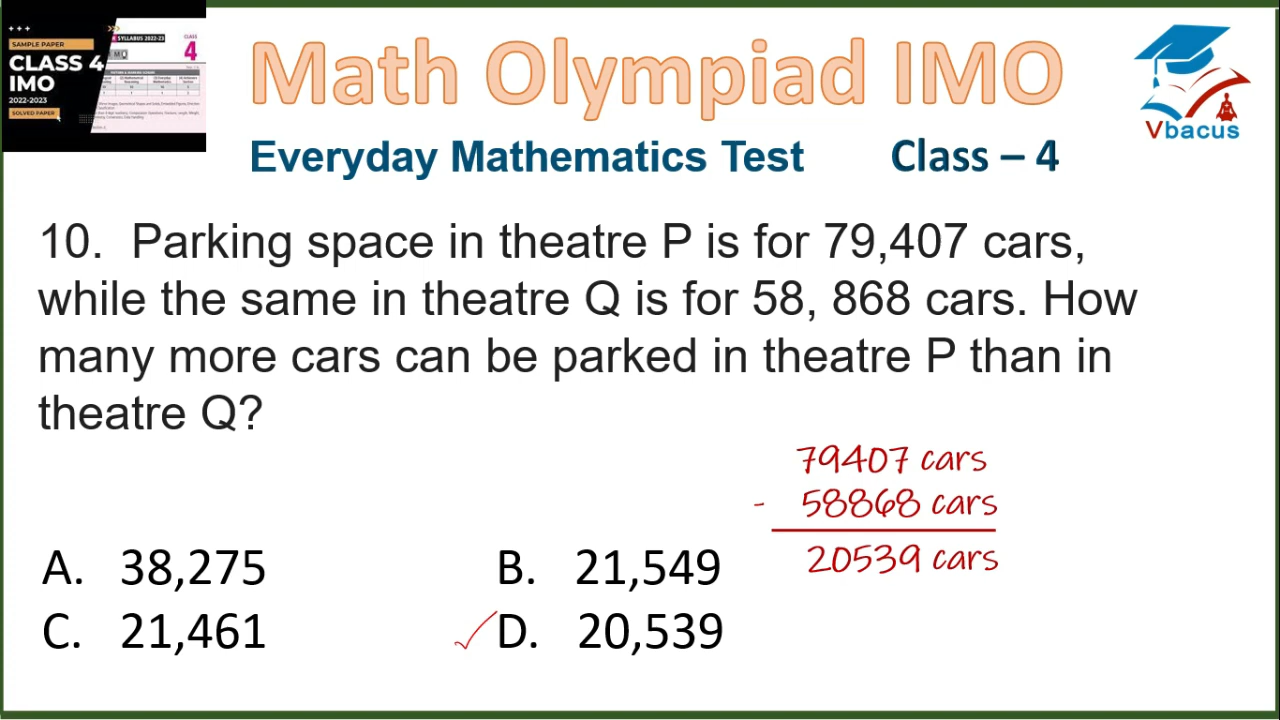 SAMPLE PAPER
CLASS 4
IMO
2022-2023
SOLVED PAPER
SYLLABUS 2022-23
CLASS
4
Math Olympiad IMO
Vbacus
Everyday Mathematics Test Class – 4
10. Parking space in theatre P is for 79,407 cars,
while the same in theatre Q is for 58, 868 cars. How
many more cars can be parked in theatre P than in
theatre Q?
79407 cars
- 58868 cars
20539 cars
A. 38,275 B. 21,549
C. 21,461 D. 20,539